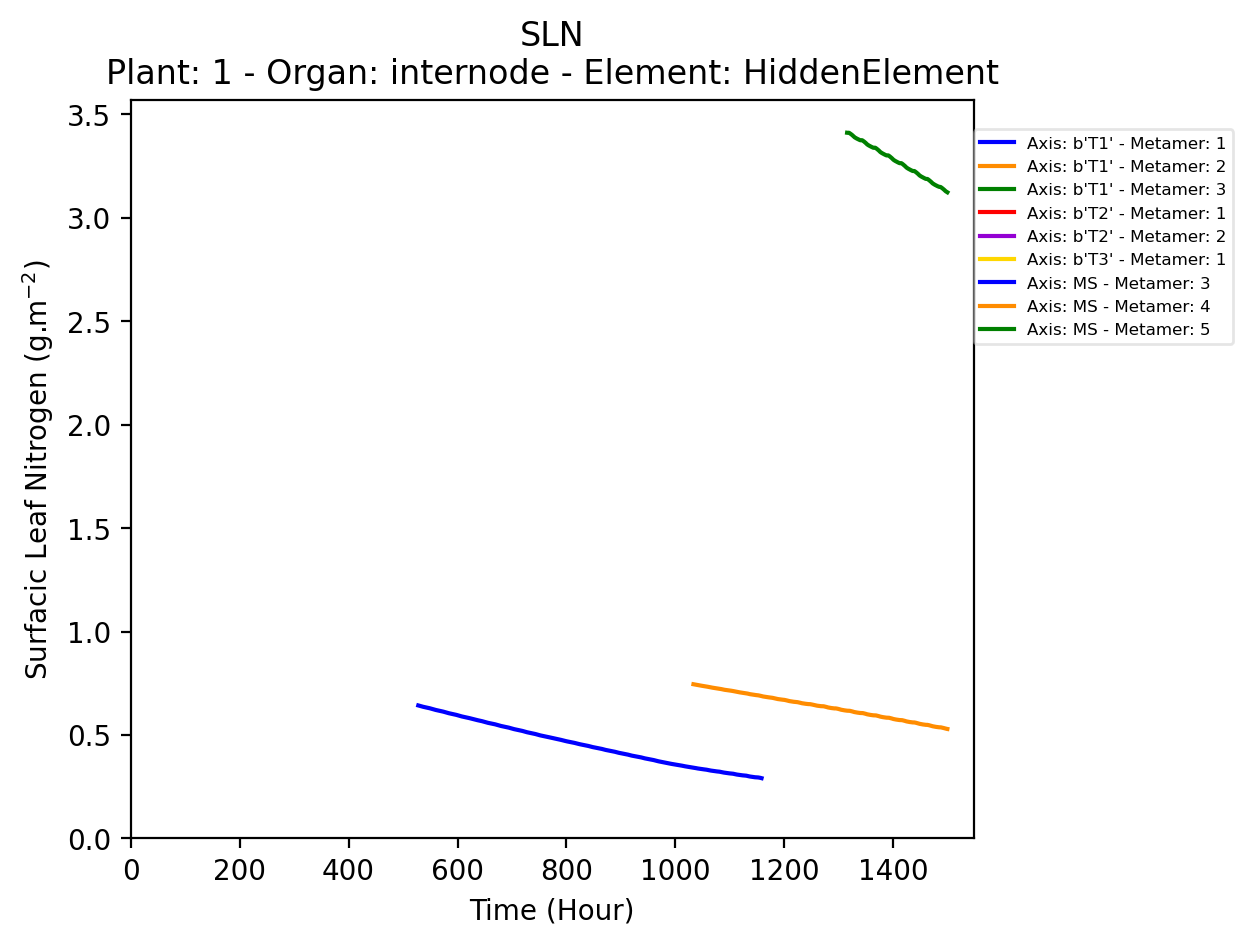 SLN
Plant: 1 - Organ: internode - Element: HiddenElement
3.5
3.0
2.5
2.0
1.5
1.0
0.5
0.0
Surfacic Leaf Nitrogen (g.m⁻²)
0 200 400 600 800 1000 1200 1400
Time (Hour)
Axis: b'T1' - Metamer: 1
Axis: b'T1' - Metamer: 2
Axis: b'T1' - Metamer: 3
Axis: b'T2' - Metamer: 1
Axis: b'T2' - Metamer: 2
Axis: b'T3' - Metamer: 1
Axis: MS - Metamer: 3
Axis: MS - Metamer: 4
Axis: MS - Metamer: 5